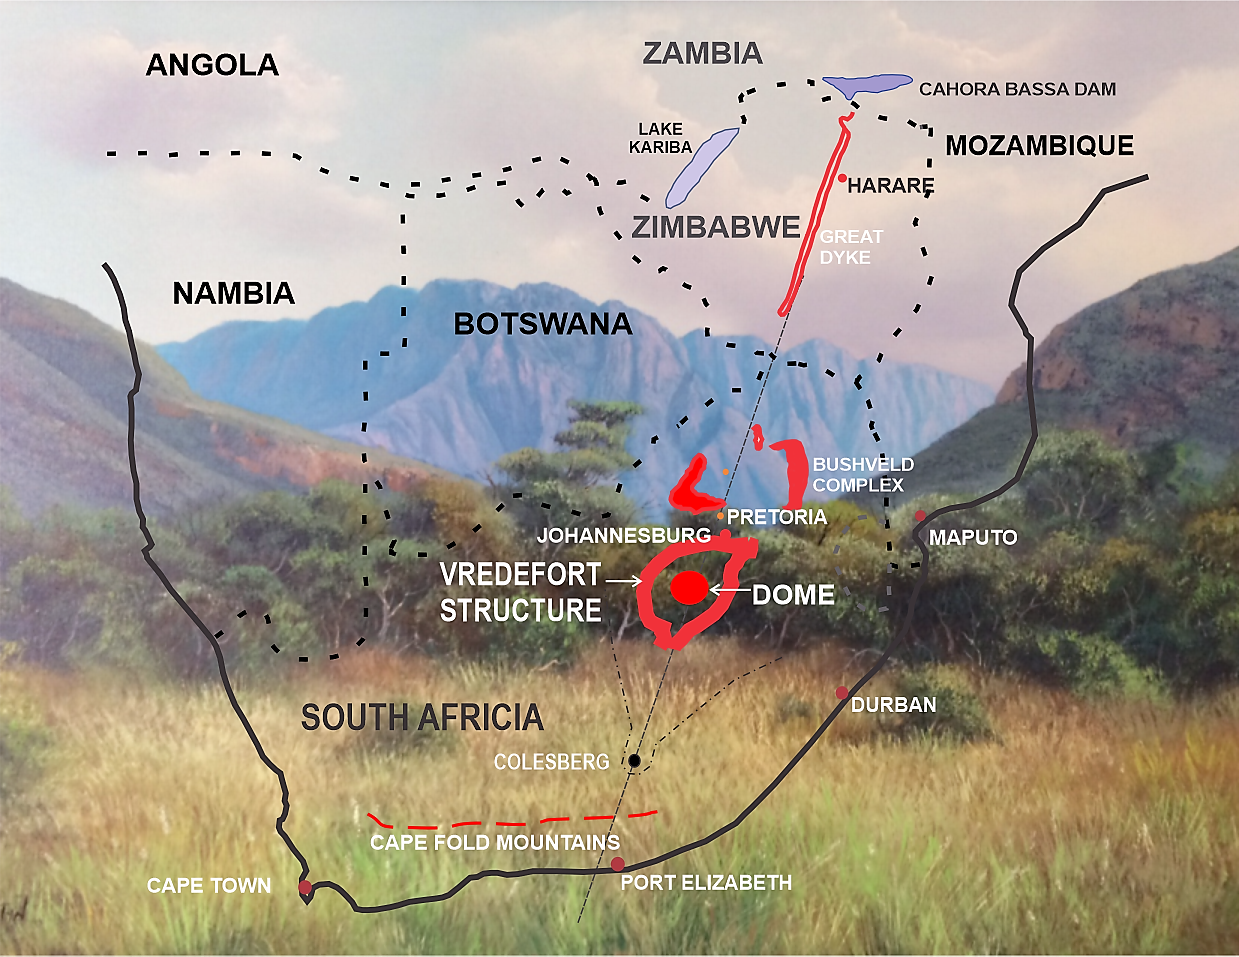 ANGOLA
ZAMBIA
CAHORA BASSA DAM
LAKE
KARIBA
MOZAMBIQUE
HARARE
ZIMBABWE
GREAT
DYKE
NAMBIA
BOTSWANA
BUSHVELD
COMPLEX
PRETORIA
JOHANNESBURG
MAPUTO
VREDEFORT
STRUCTURE
DOME
DURBAN
SOUTH AFRICIA
COLESBERG
CAPE FOLD MOUNTAINS
CAPE TOWN
PORT ELIZABETH